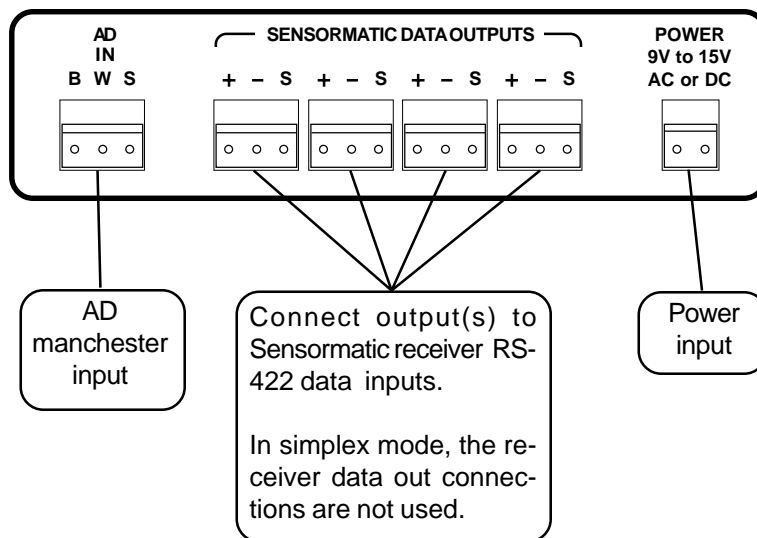 AD
IN
B W S
SENSORMATIC DATA OUTPUTS
+ – S + – S + – S + – S
POWER
9V to 15V
AC or DC
AD
manchester
input
Connect output(s) to
Sensormatic receiver RS-
422 data inputs.
In simplex mode, the re-
ceiver data out connec-
tions are not used.
Power
input